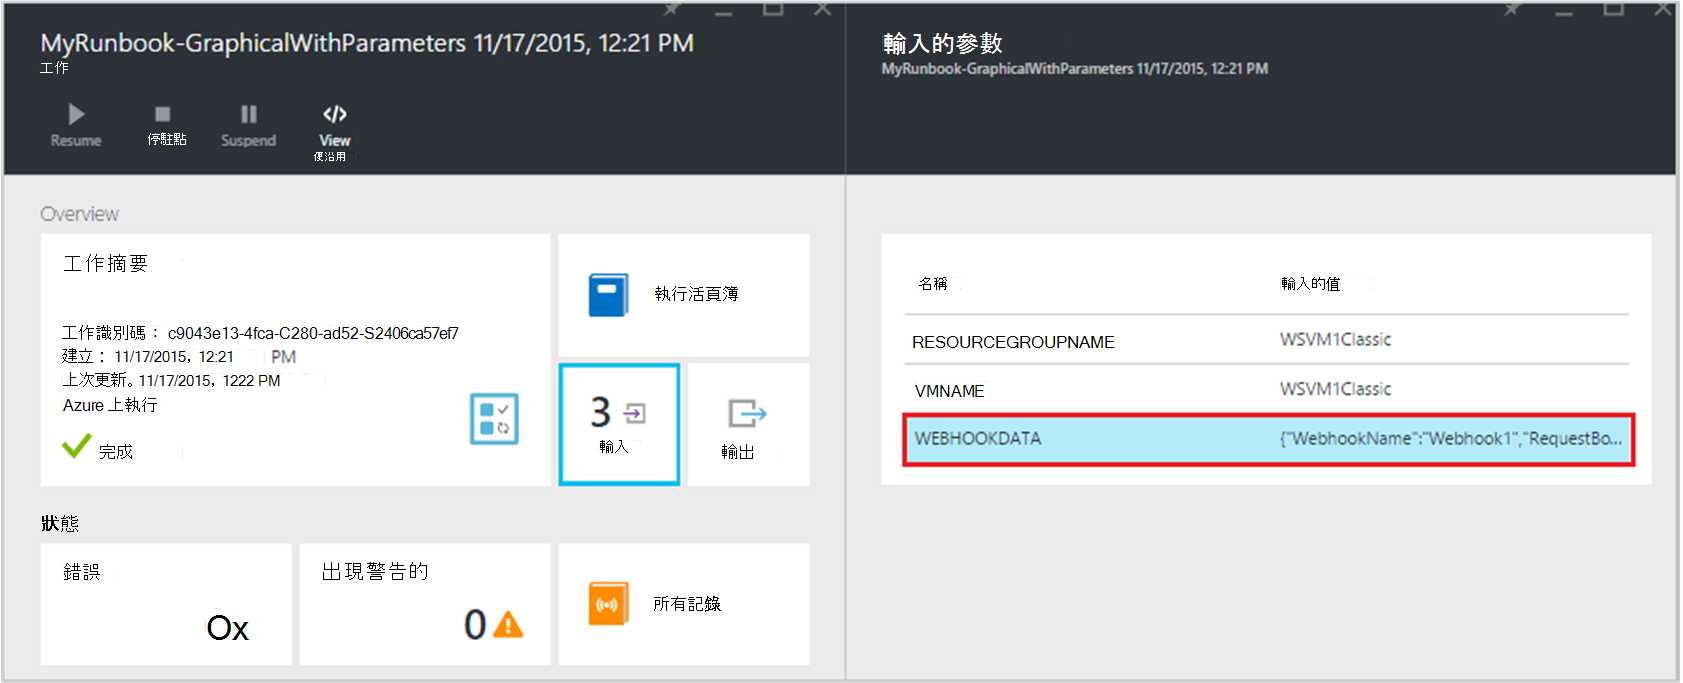 MyRunbook-GraphicalWithParameters 11/17/2015, 12:21 PM
工作
Resume
停駐點
Suspend
View
便沿用
Overview
工作摘要
工作識別碼： c9043e13-4fca-C280-ad52-S2406ca57ef7
建立： 11/17/2015，12:21 PM
上次更新。11/17/2015，1222 PM
Azure 上執行
完成
執行活頁簿
3
輸入
輸出
狀態
錯誤
Ox
出現警告的
0
所有記錄
輸入的參數
MyRunbook-GraphicalWithParameters 11/17/2015, 12:21 PM
名稱 輸入的值
RESOURCEGROUPNAME WSVM1Classic
VMNAME WSVM1Classic
WEBHOOKDATA {"WebhookName":"Webhook1","RequestBo...